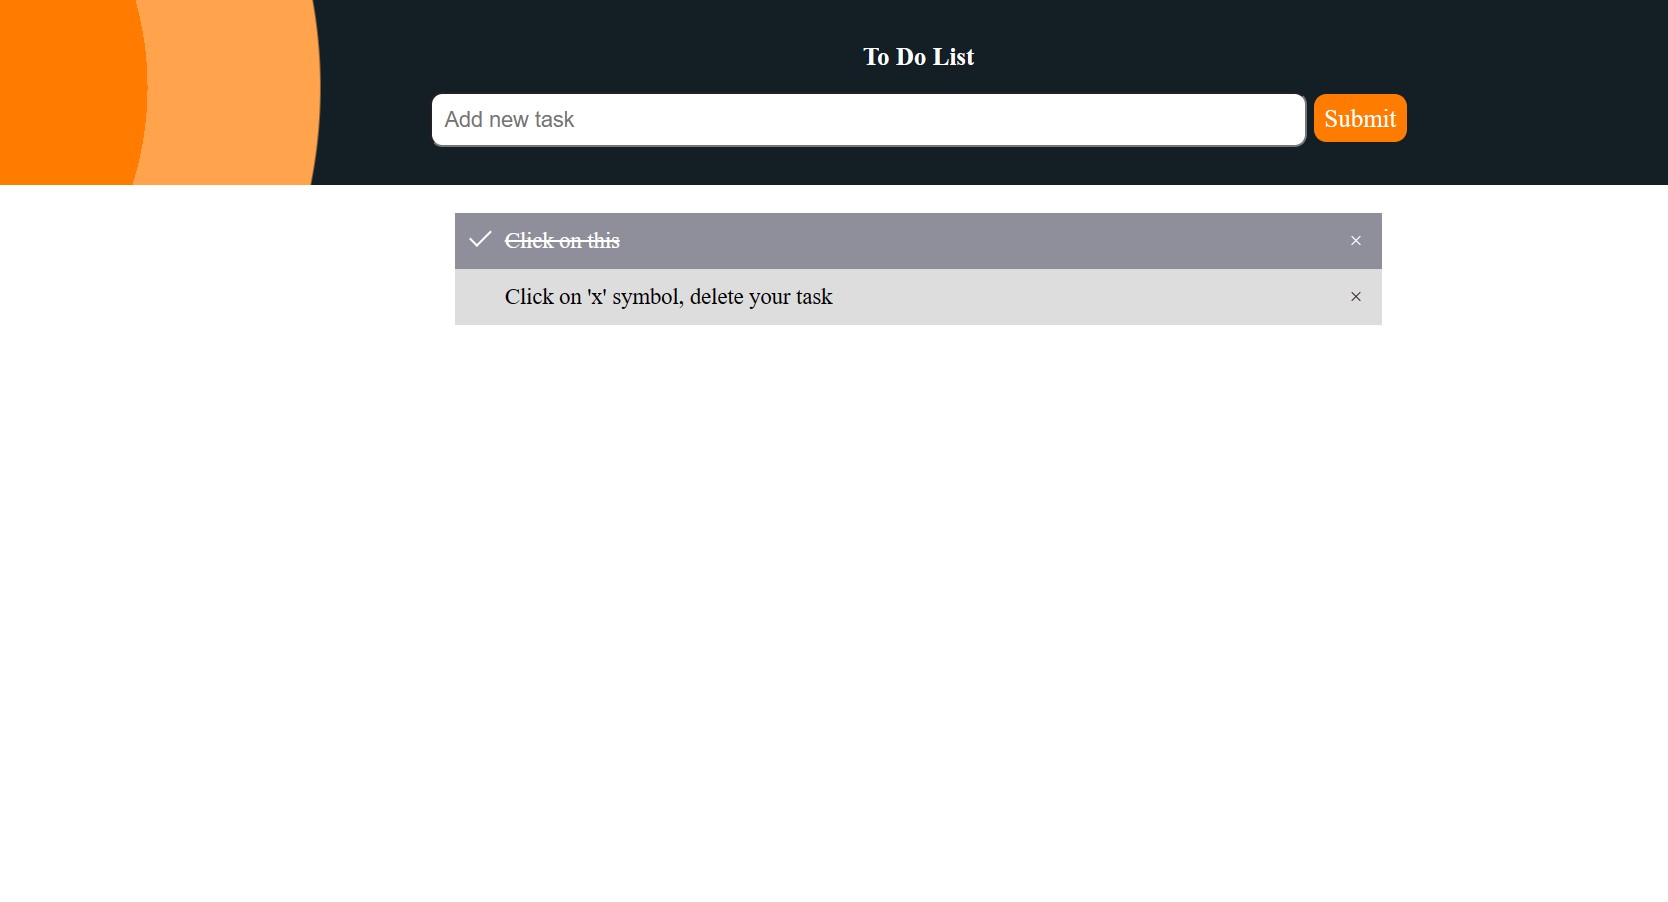 To Do List
Add new task
Submit
Click on this
×
Click on 'x' symbol, delete your task
×